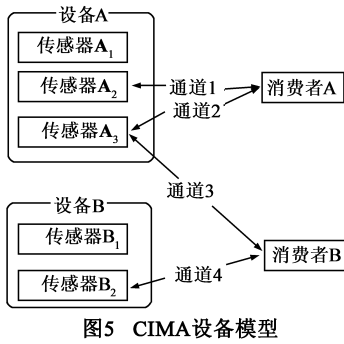 设备A
传感器A₁
传感器A₂
通道1
消费者A
通道2
传感器A₃
通道3
设备B
传感器B₁
消费者B
通道4
传感器B₂
图5 CIMA设备模型